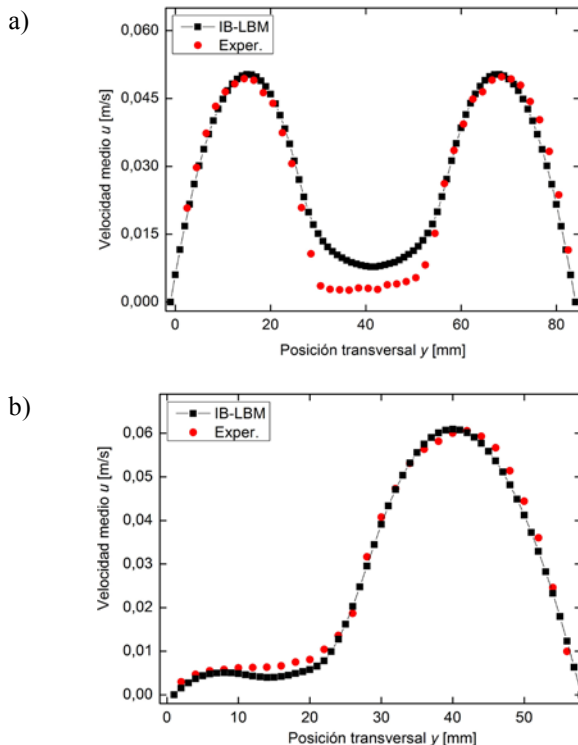 a)
0,060
0,045
0,030
0,015
0,000
Velocidad medio u [m/s]
IB-LBM
Exper.
0 20 40 60 80
Posición transversal y [mm]
b)
0,06
0,05
0,04
0,03
0,02
0,01
0,00
Velocidad medio u [m/s]
IB-LBM
Exper.
0 10 20 30 40 50
Posición transversal y [mm]